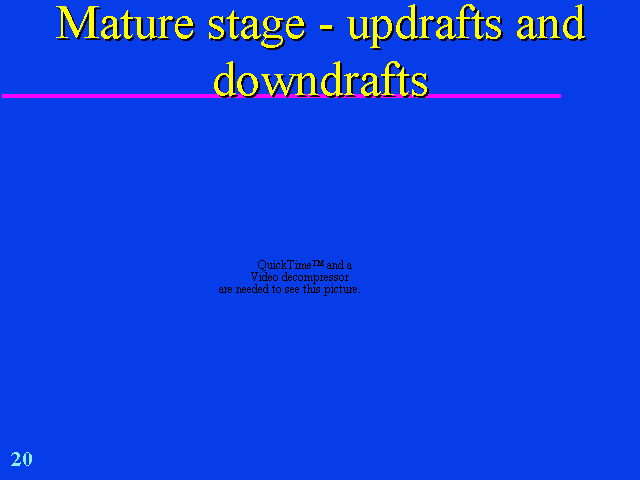 Mature stage - updrafts and
downdrafts
QuickTime™ and a
Video decompressor
are needed to see this picture.
20